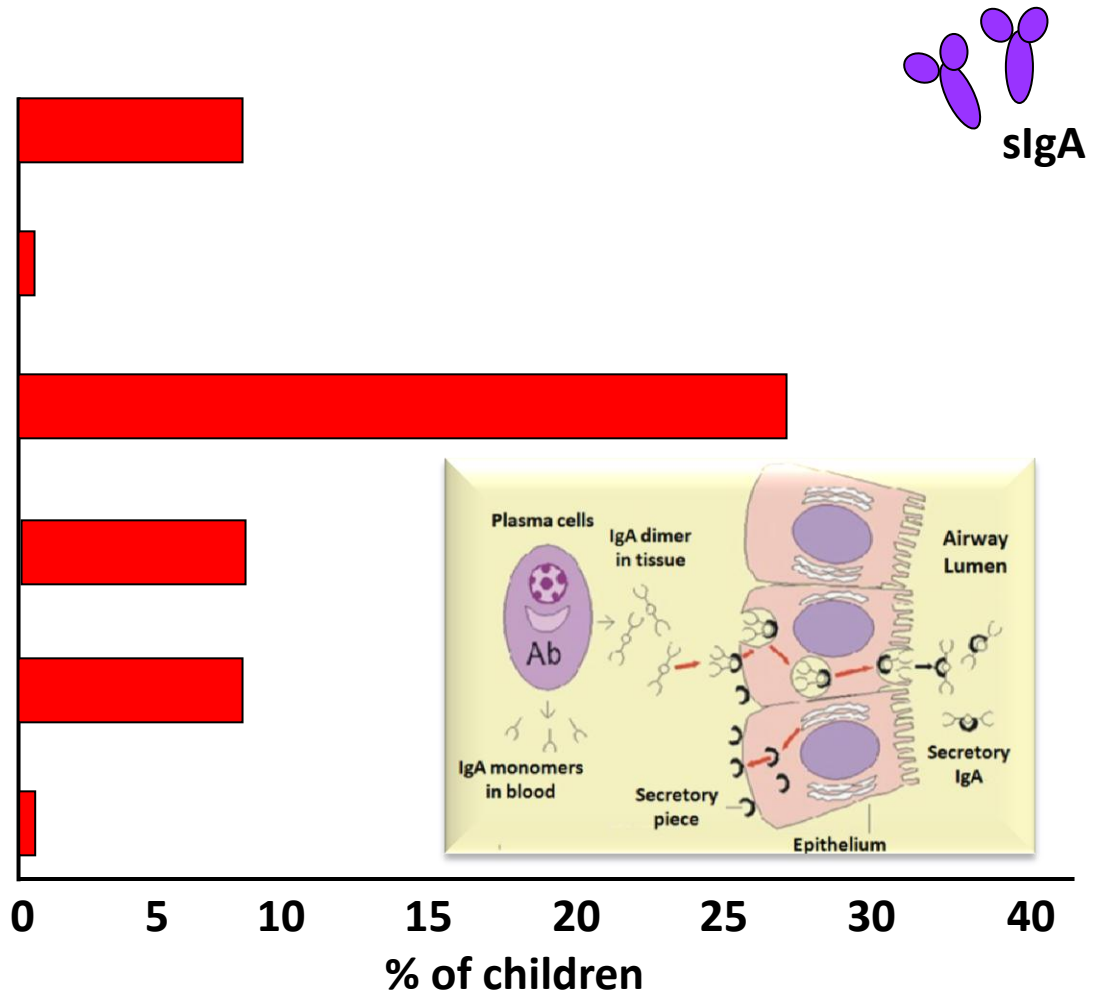 sIgA
Plasma cells
IgA dimer
in tissue
Airway
Lumen
Ab
IgA monomers
in blood
Secretory
piece
Secretory
IgA
Epithelium
0 5 10 15 20 25 30 40
% of children